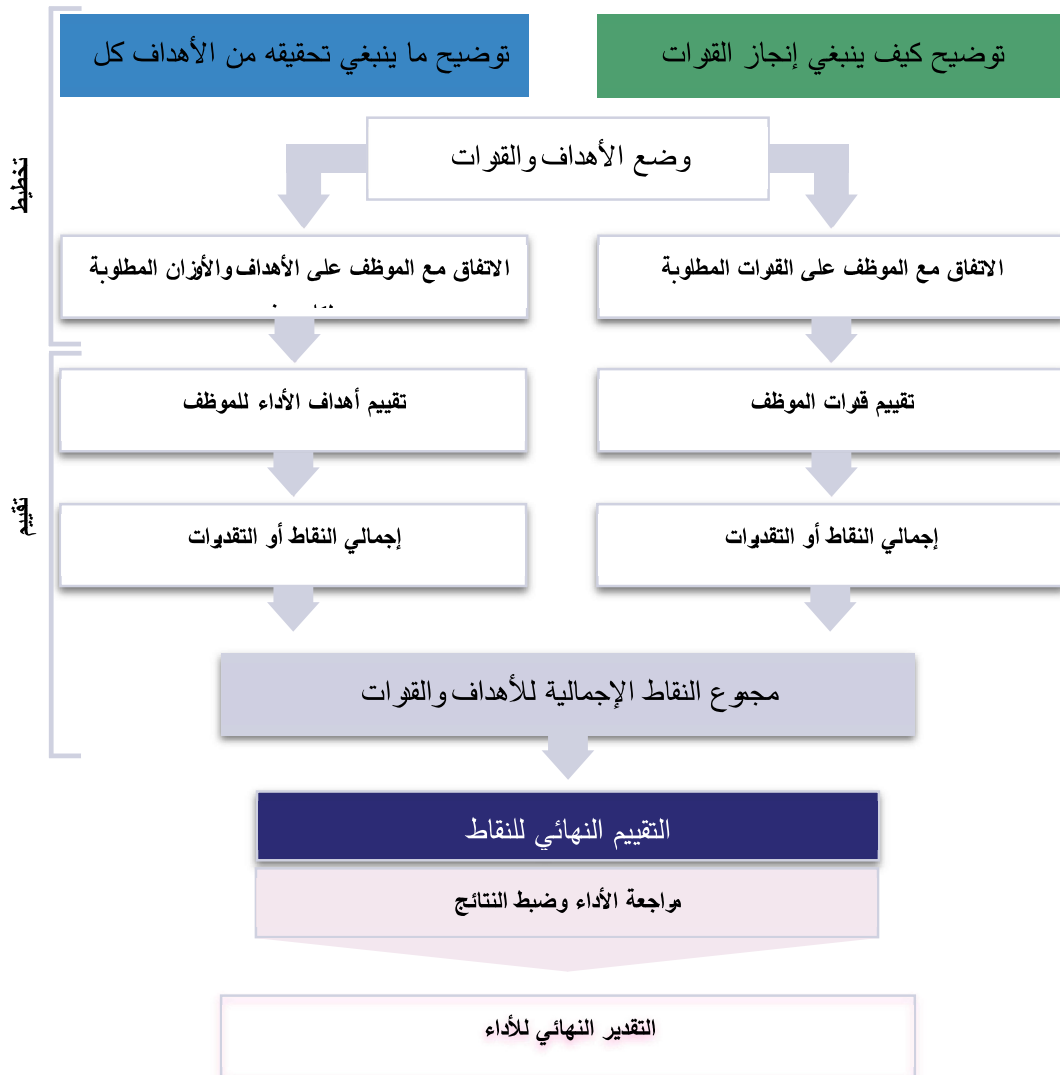 توضيح كيف ينبغي إنجاز القدرات
توضيح ما ينبغي تحقيقه من الأهداف كل
وضع الأهداف والقدرات
تخطيط
الاتفاق مع الموظف على القدرات المطلوبة
الاتفاق مع الموظف على الأهداف والأوزان المطلوبة
تقييم قدرات الموظف
تقييم أهداف الأداء للموظف
تقييم
إجمالي النقاط أو التقديرات
إجمالي النقاط أو التقديرات
مجموع النقاط الإجمالية للأهداف والقدرات
التقييم النهائي للنقاط
مراجعة الأداء وضبط النتائج
التقدير النهائي للأداء